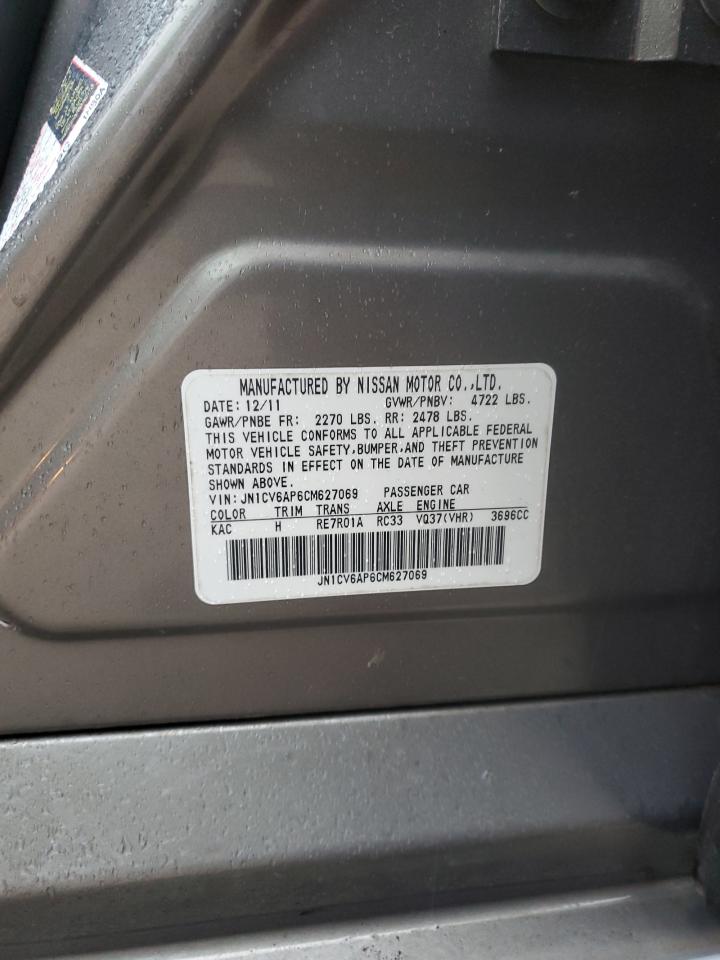 MANUFACTURED BY NISSAN MOTOR CO.,LTD.
DATE: 12/11 GVWR/PNBV: 4722 LBS.
GAWR/PNBE FR: 2270 LBS. RR: 2478 LBS.
THIS VEHICLE CONFORMS TO ALL APPLICABLE FEDERAL
MOTOR VEHICLE SAFETY,BUMPER,AND THEFT PREVENTION
STANDARDS IN EFFECT ON THE DATE OF MANUFACTURE
SHOWN ABOVE.
VIN: JN1CV6AP6CM627069 PASSENGER CAR
COLOR TRIM TRANS AXLE ENGINE
KAC H RE7R01A RC33 VQ37(VHR) 3696CC
JN1CV6AP6CM627069